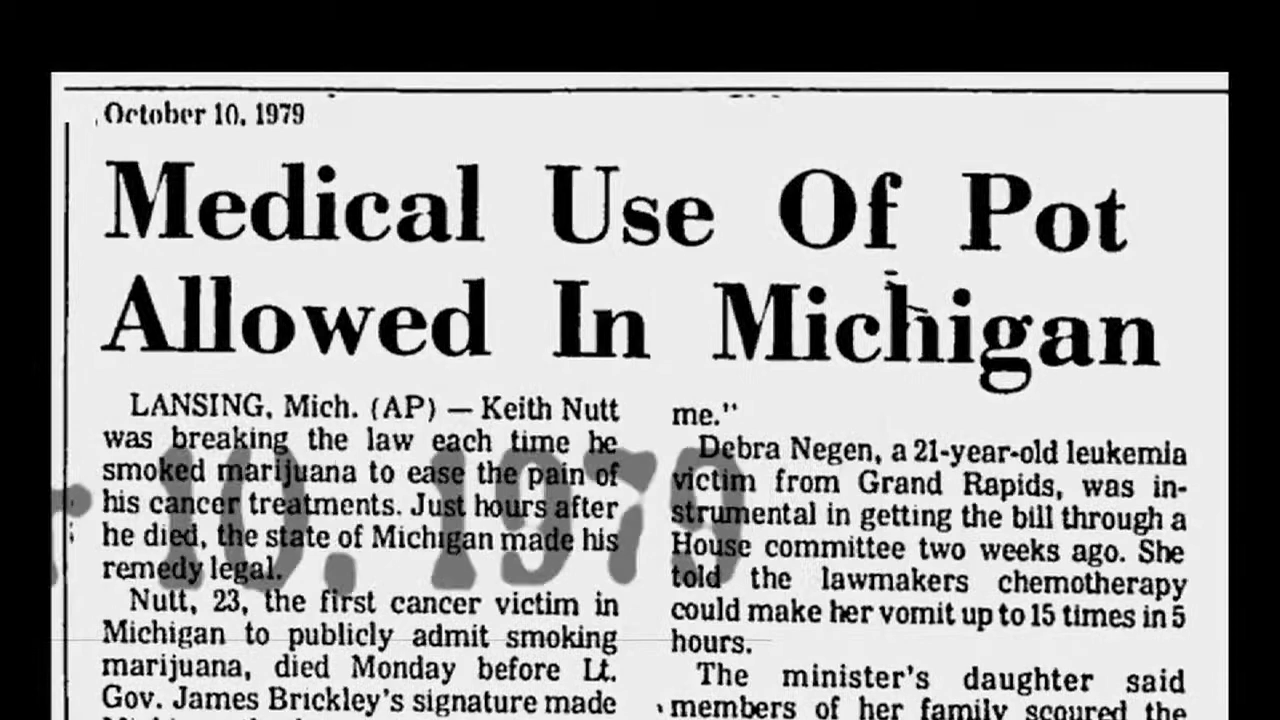 October 10, 1979
Medical Use Of Pot
Allowed In Michigan
LANSING, Mich. (AP) — Keith Nutt
was breaking the law each time he
smoked marijuana to ease the pain of
his cancer treatments. Just hours after
he died, the state of Michigan made his
remedy legal.
Nutt, 23, the first cancer victim in
Michigan to publicly admit smoking
marijuana, died Monday before Lt.
Gov. James Brickley's signature made
me."
Debra Negen, a 21-year-old leukemia
victim from Grand Rapids, was in-
strumental in getting the bill through a
House committee two weeks ago. She
told the lawmakers chemotherapy
could make her vomit up to 15 times in 5
hours.
The minister's daughter said
members of her family scoured the
r 10, 1979